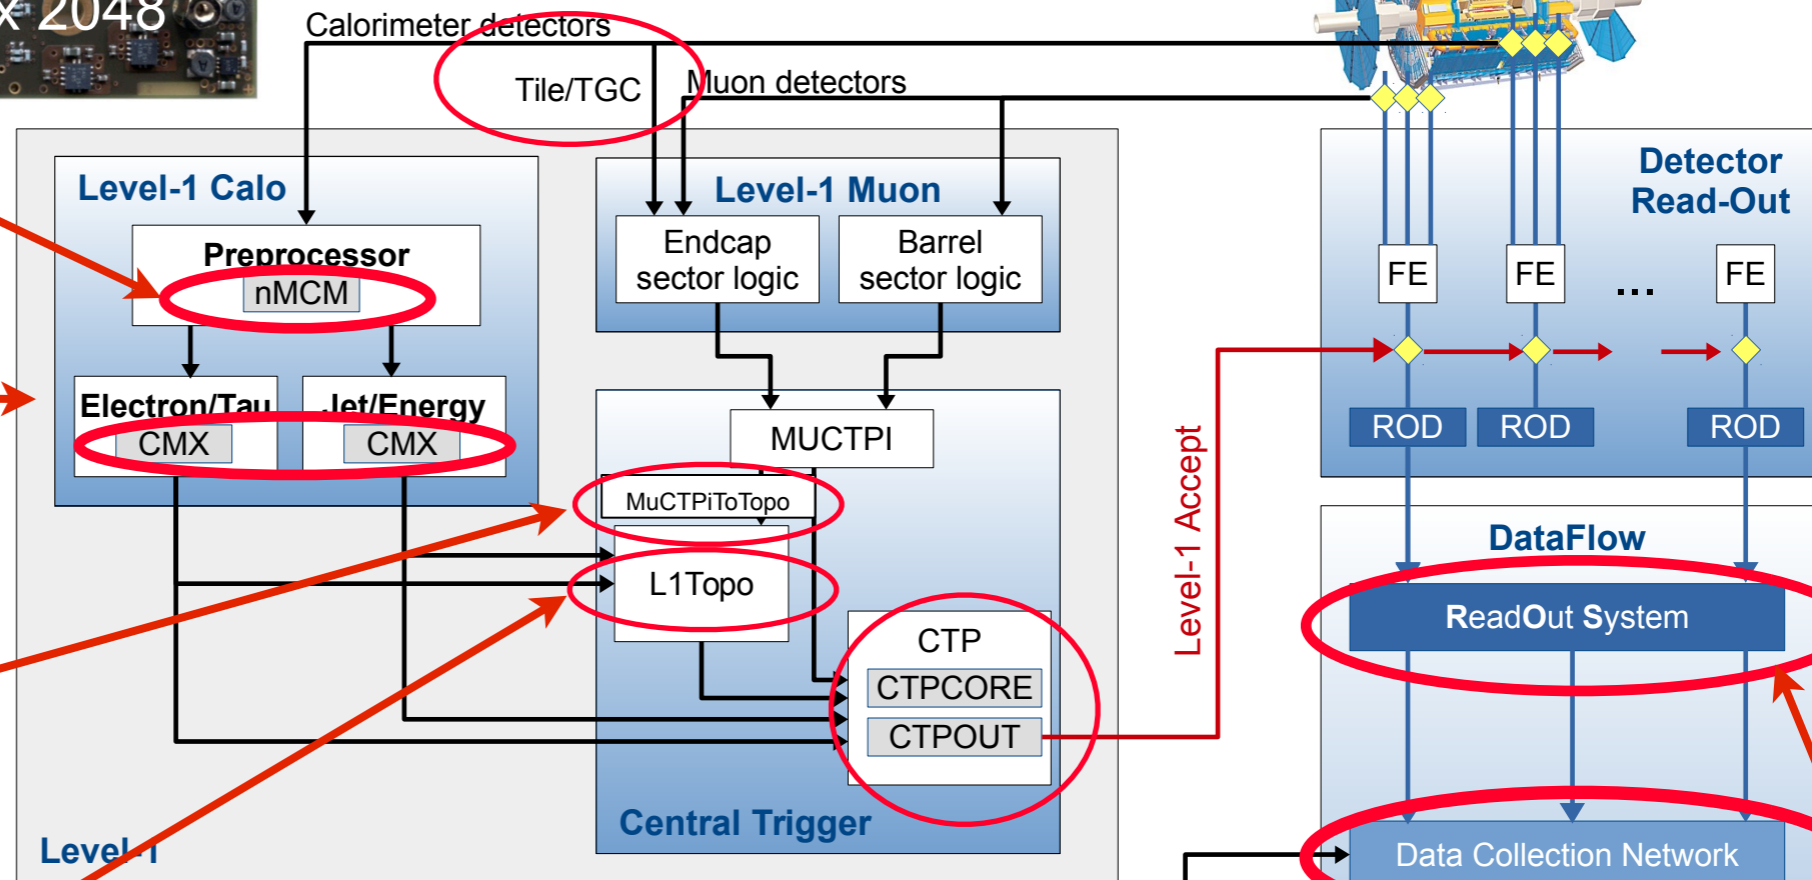 x 2048
Calorimeter detectors
Tile/TGC
Muon detectors
Level-1 Calo
Preprocessor
nMCM
Electron/Tau
CMX
Jet/Energy
CMX
Level-1 Muon
Endcap
sector logic
Barrel
sector logic
MUCTPI
MuCTPiToTopo
L1Topo
CTP
CTPCORE
CTPOUT
Central Trigger
Level-1
Level-1 Accept
Detector
Read-Out
FE
FE
...
FE
ROD
ROD
ROD
DataFlow
ReadOut System
Data Collection Network